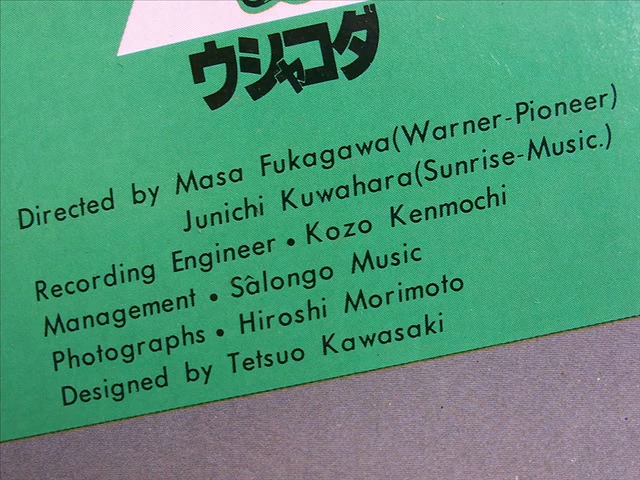 ウシャコダ
Directed by Masa Fukagawa(Warner-Pioneer)
Junichi Kuwahara(Sunrise-Music.)
Recording Engineer • Kozo Kenmochi
Management • Sâlongo Music
Photographs • Hiroshi Morimoto
Designed by Tetsuo Kawasaki